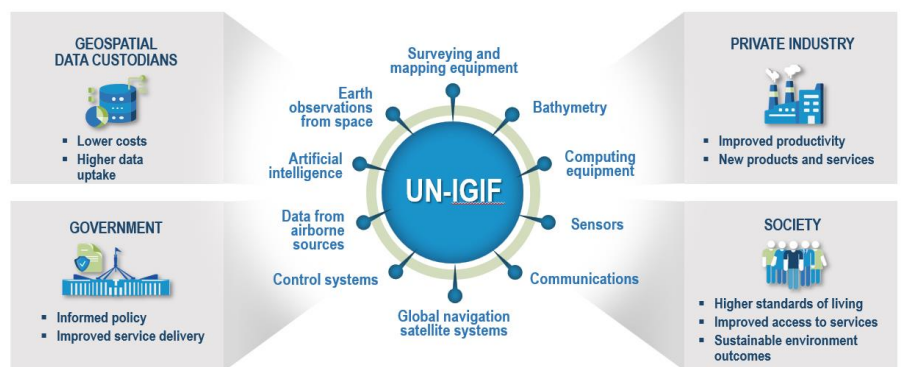 GEOSPATIAL
DATA CUSTODIANS
▪ Lower costs
▪ Higher data
uptake
GOVERNMENT
▪ Informed policy
▪ Improved service delivery
Surveying and
mapping equipment
Earth
observations
from space
Bathymetry
Artificial
intelligence
Computing
equipment
UN-IGIF
Data from
airborne
sources
Sensors
Control systems
Communications
Global navigation
satellite systems
PRIVATE INDUSTRY
▪ Improved productivity
▪ New products and services
SOCIETY
▪ Higher standards of living
▪ Improved access to services
▪ Sustainable environment
outcomes